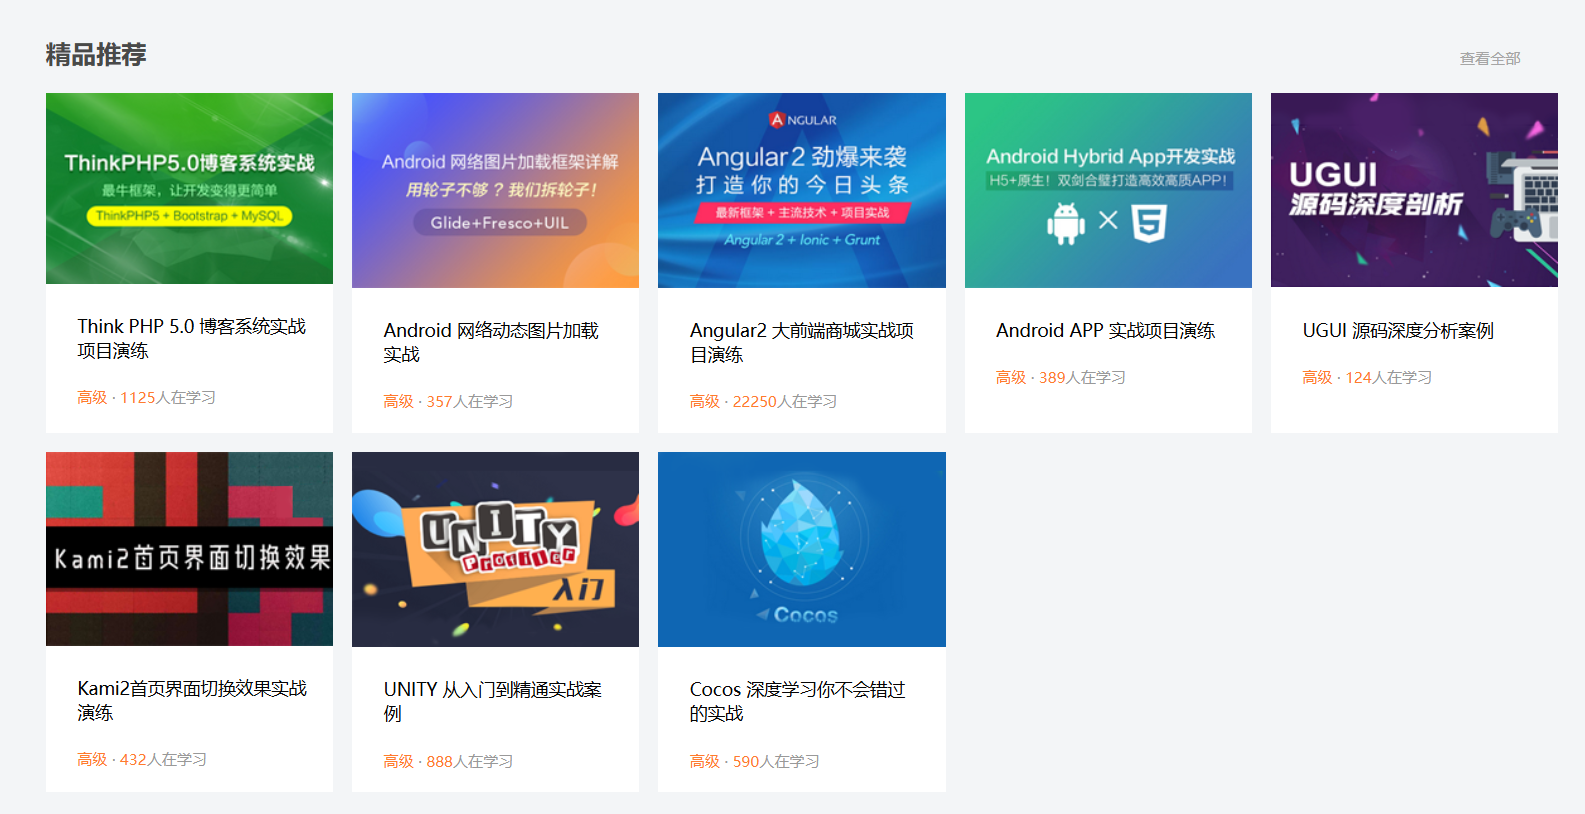 精品推荐
查看全部
ThinkPHP5.0博客系统实战
最牛框架，让开发变得更简单
ThinkPHP5 + Bootstrap + MySQL
Think PHP 5.0 博客系统实战
项目演练
高级 · 1125人在学习
Android 网络图片加载框架详解
用轮子不够？我们拆轮子！
Glide+Fresco+UIL
Android 网络动态图片加载
实战
高级 · 357人在学习
ANGULAR
Angular2 劲爆来袭
打造你的今日头条
最新框架 + 主流技术 + 项目实战
Angular 2 + Ionic + Grunt
Angular2 大前端商城实战项
目演练
高级 · 22250人在学习
Android Hybrid App开发实战
H5+原生！双剑合璧打造高效高质APP！
5
Android APP 实战项目演练
高级 · 389人在学习
UGUI
源码深度剖析
UGUI 源码深度分析案例
高级 · 124人在学习
Kami2首页界面切换效果
Kami2首页界面切换效果实战
演练
高级 · 432人在学习
UNITY
Profiler
入门
UNITY 从入门到精通实战案
例
高级 · 888人在学习
Cocos
Cocos 深度学习你不会错过
的实战
高级 · 590人在学习